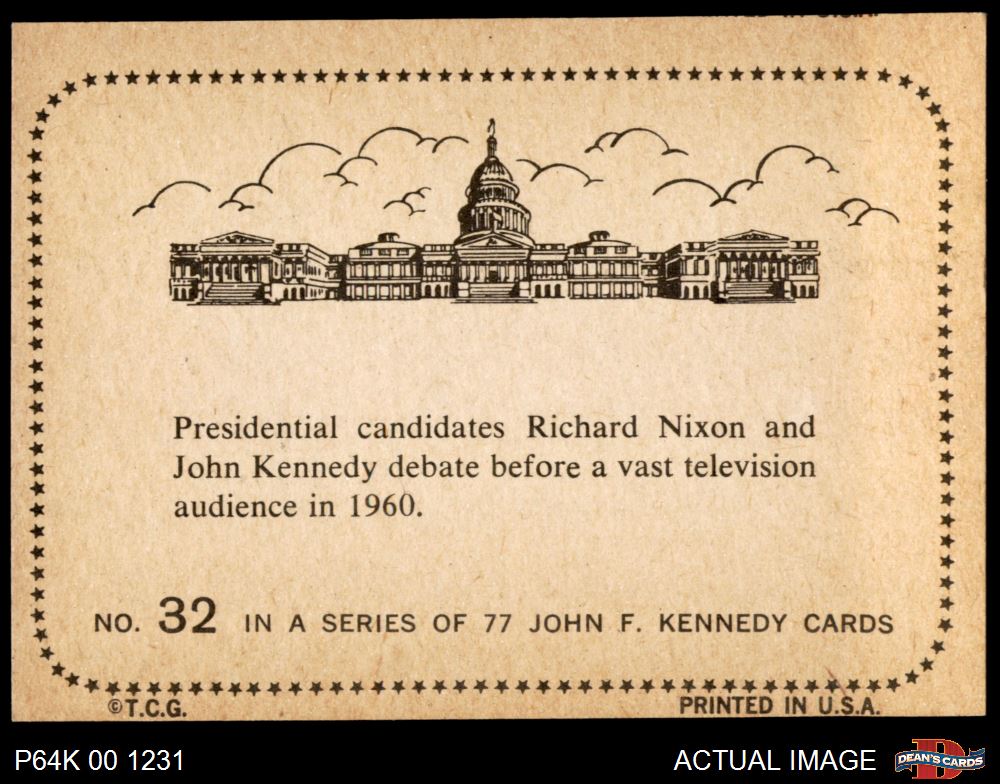 Presidential candidates Richard Nixon and
John Kennedy debate before a vast television
audience in 1960.
NO. 32 IN A SERIES OF 77 JOHN F. KENNEDY CARDS
©T.C.G. PRINTED IN U.S.A.
P64K 00 1231 ACTUAL IMAGE DEAN'S CARDS